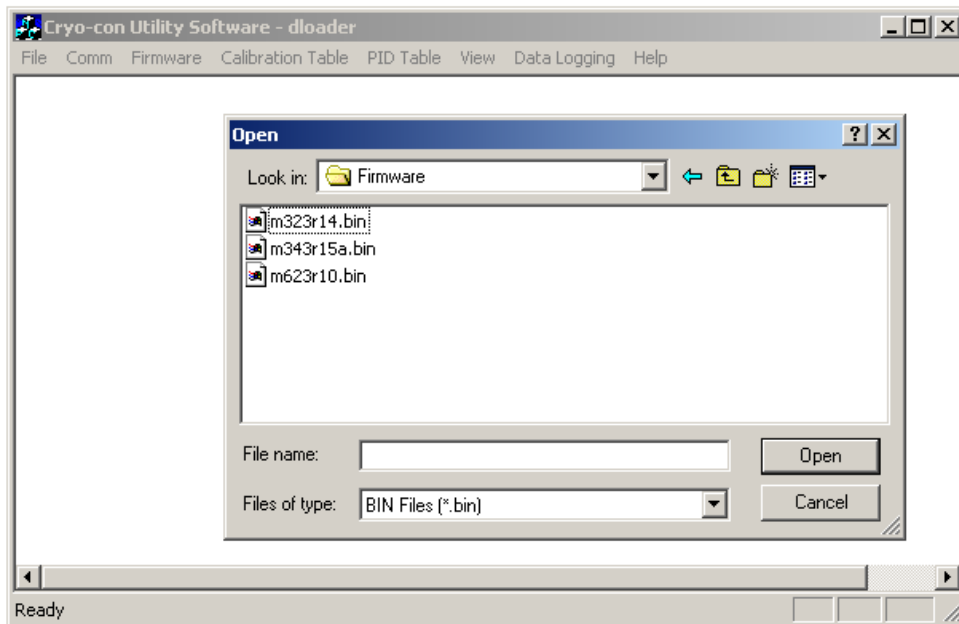 Cryo-con Utility Software - dloader
File Comm Firmware Calibration Table PID Table View Data Logging Help
Open
Look in: Firmware
m323r14.bin
m343r15a.bin
m623r10.bin
File name:
Open
Files of type: BIN Files (*.bin)
Cancel
Ready